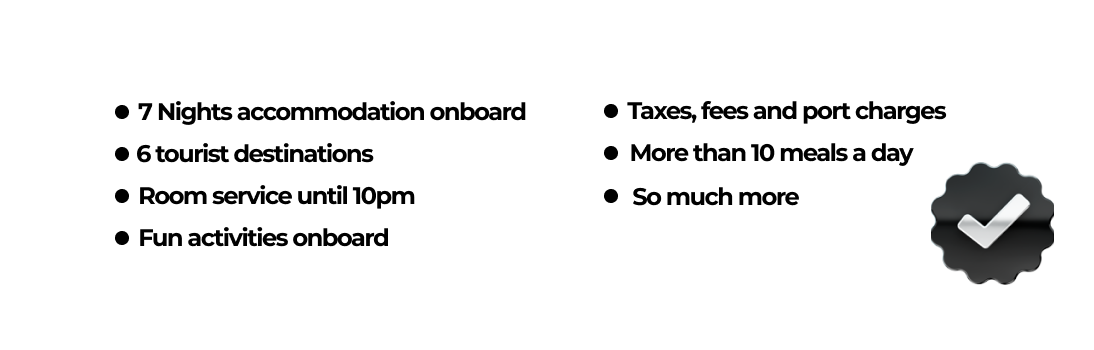 7 Nights accommodation onboard
6 tourist destinations
Room service until 10pm
Fun activities onboard
Taxes, fees and port charges
More than 10 meals a day
So much more